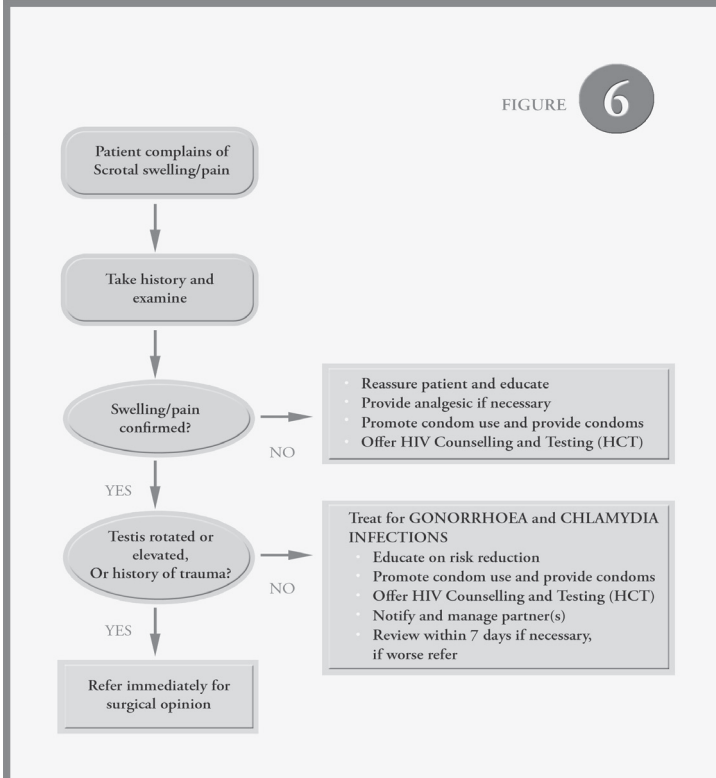 FIGURE 6
Patient complains of
Scrotal swelling/pain
Take history and
examine
Swelling/pain
confirmed?
NO
· Reassure patient and educate
· Provide analgesic if necessary
· Promote condom use and provide condoms
· Offer HIV Counselling and Testing (HCT)
YES
Testis rotated or
elevated,
Or history of trauma?
NO
Treat for GONORRHOEA and CHLAMYDIA
INFECTIONS
· Educate on risk reduction
· Promote condom use and provide condoms
· Offer HIV Counselling and Testing (HCT)
· Notify and manage partner(s)
· Review within 7 days if necessary,
if worse refer
YES
Refer immediately for
surgical opinion